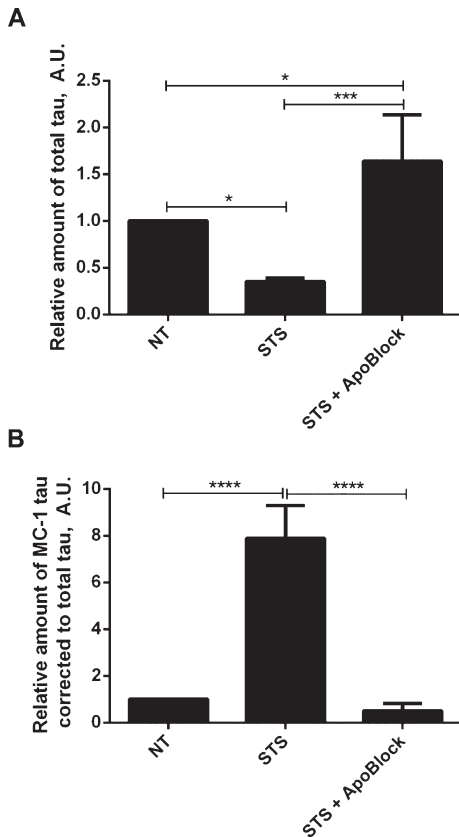 A
Relative amount of total tau, A.U.
2.5
2.0
1.5
1.0
0.5
0.0
*
***
*
NT
STS
STS + ApoBlock
B
Relative amount of MC-1 tau
corrected to total tau, A.U.
10
8
6
4
2
0
****
****
NT
STS
STS + ApoBlock